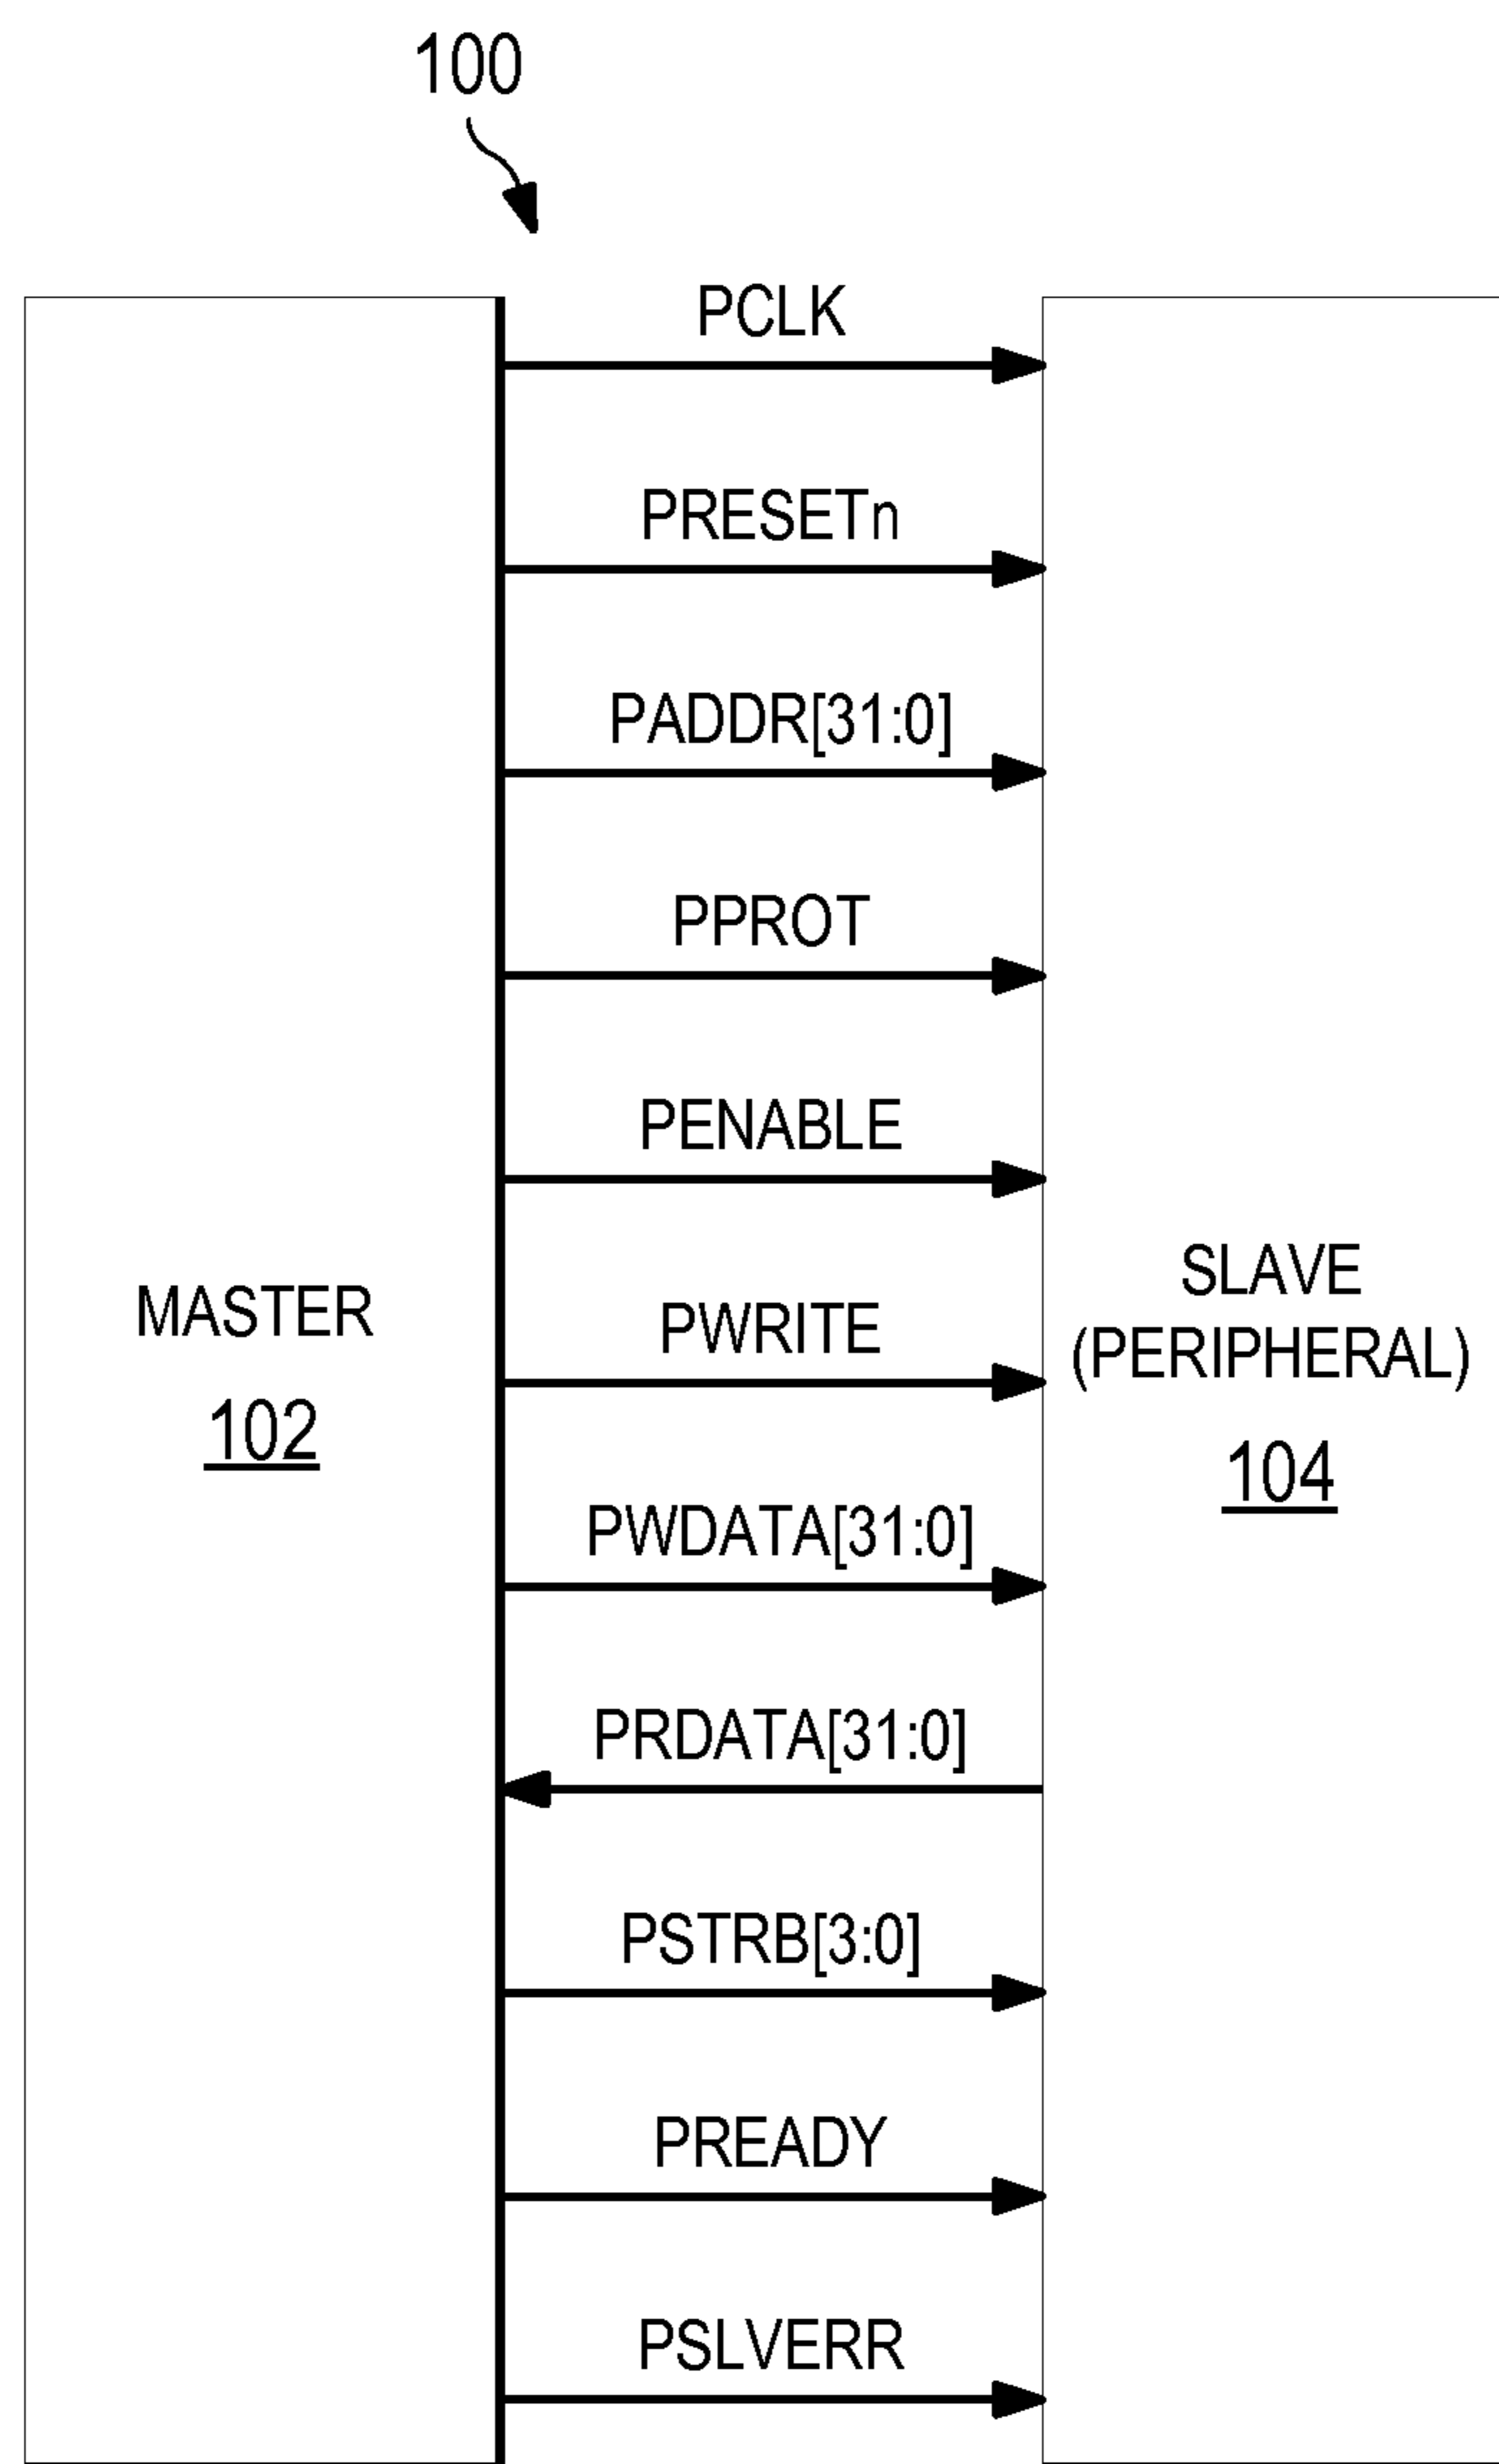 100
PCLK
PRESETn
PADDR[31:0]
PPROT
PENABLE
MASTER
102
PWRITE
SLAVE
(PERIPHERAL)
104
PWDATA[31:0]
PRDATA[31:0]
PSTRB[3:0]
PREADY
PSLVERR